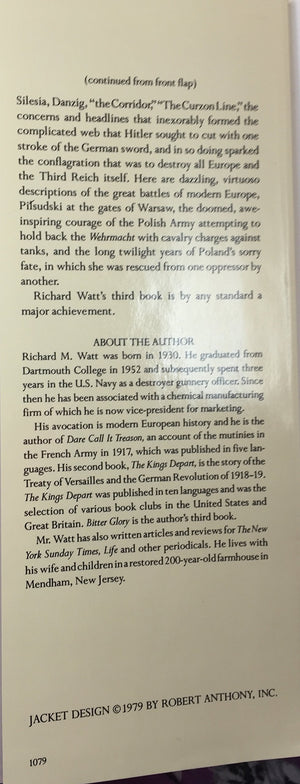 (continued from front flap)
Silesia, Danzig, "the Corridor," "The Curzon Line," the
concerns and headlines that inexorably formed the
complicated web that Hitler sought to cut with one
stroke of the German sword, and in so doing sparked
the conflagration that was to destroy all Europe and
the Third Reich itself. Here are dazzling, virtuoso
descriptions of the great battles of modern Europe,
Piłsudski at the gates of Warsaw, the doomed, awe-
inspiring courage of the Polish Army attempting to
hold back the Wehrmacht with cavalry charges against
tanks, and the long twilight years of Poland's sorry
fate, in which she was rescued from one oppressor by
another.
Richard Watt's third book is by any standard a
major achievement.
ABOUT THE AUTHOR
Richard M. Watt was born in 1930. He graduated from
Dartmouth College in 1952 and subsequently spent three
years in the U.S. Navy as a destroyer gunnery officer. Since
then he has been associated with a chemical manufacturing
firm of which he is now vice-president for marketing.
His avocation is modern European history and he is the
author of Dare Call It Treason, an account of the mutinies in
the French Army in 1917, which was published in five lan-
guages. His second book, The Kings Depart, is the story of the
Treaty of Versailles and the German Revolution of 1918–19.
The Kings Depart was published in ten languages and was the
selection of various book clubs in the United States and
Great Britain. Bitter Glory is the author's third book.
Mr. Watt has also written articles and reviews for The New
York Sunday Times, Life and other periodicals. He lives with
his wife and children in a restored 200-year-old farmhouse in
Mendham, New Jersey.
JACKET DESIGN ©1979 BY ROBERT ANTHONY, INC.
1079